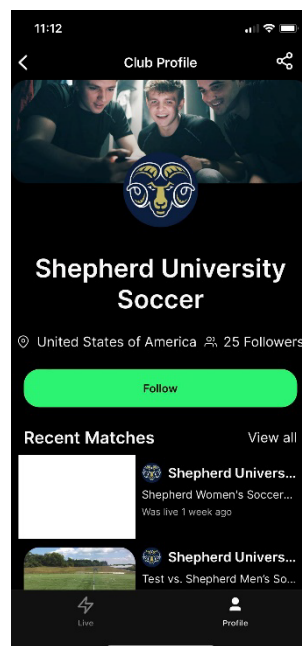 11:12
Club Profile
Shepherd University
Soccer
United States of America 25 Followers
Follow
Recent Matches View all
Shepherd Univers...
Shepherd Women's Soccer...
Was live 1 week ago
Shepherd Univers...
Test vs. Shepherd Men's So...
Live Profile